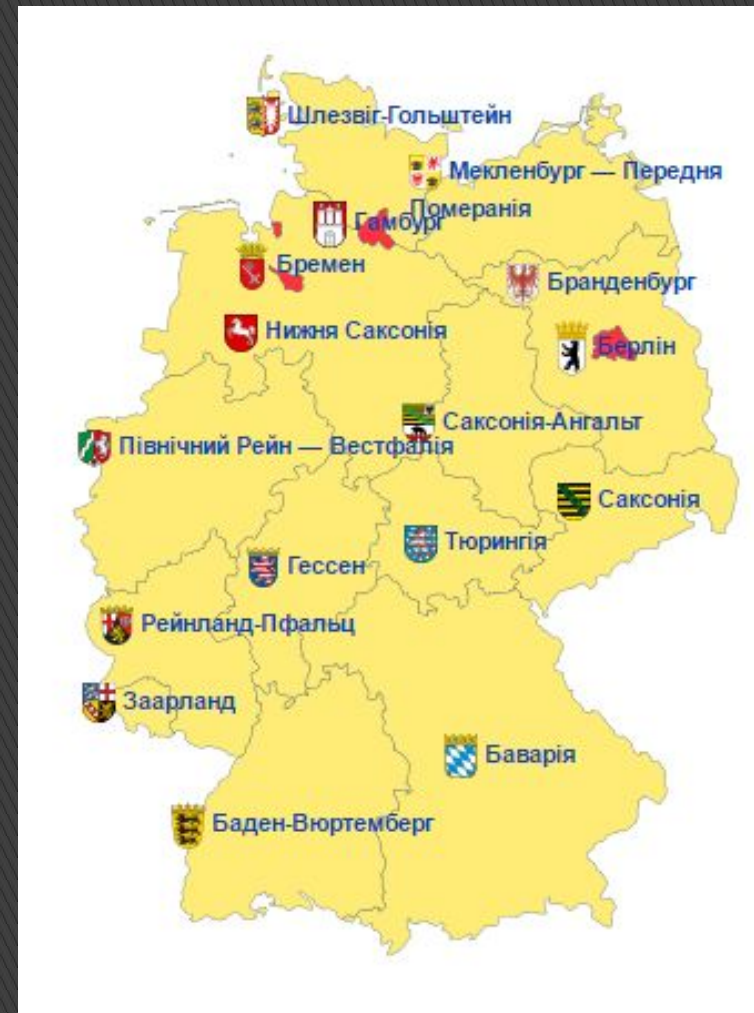 Шлезвіг-Гольштейн
Мекленбург — Передня
Померанія
Гамбург
Бремен
Бранденбург
Нижня Саксонія
Берлін
Саксонія-Ангальт
Північний Рейн — Вестфалія
Саксонія
Тюрингія
Гессен
Рейнланд-Пфальц
Заарланд
Баварія
Баден-Вюртемберг